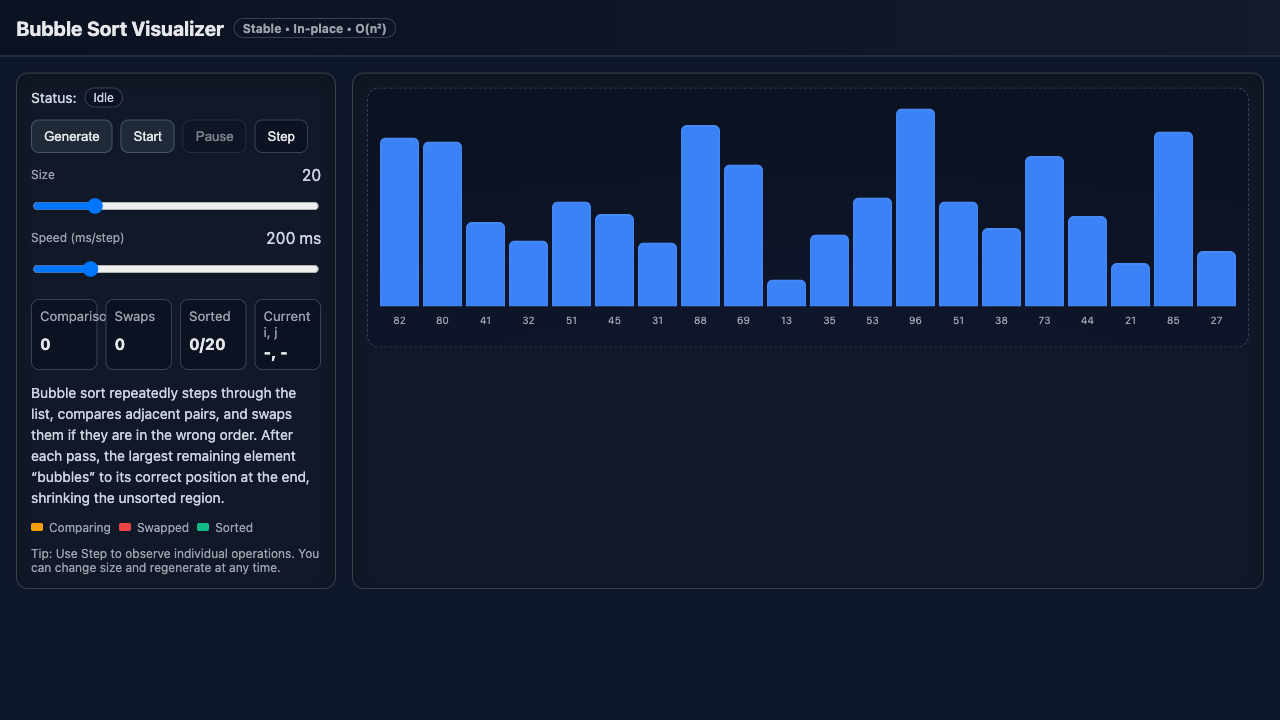 Bubble Sort Visualizer
Stable • In-place • O(n²)
Status: Idle
Generate Start Pause Step
Size 20
Speed (ms/step) 200 ms
Compariso Swaps Sorted Current i, j
0 0 0/20 -, -
Bubble sort repeatedly steps through the
list, compares adjacent pairs, and swaps
them if they are in the wrong order. After
each pass, the largest remaining element
“bubbles” to its correct position at the end,
shrinking the unsorted region.
Comparing Swapped Sorted
Tip: Use Step to observe individual operations. You
can change size and regenerate at any time.
82 80 41 32 51 45 31 88 69 13 35 53 96 51 38 73 44 21 85 27